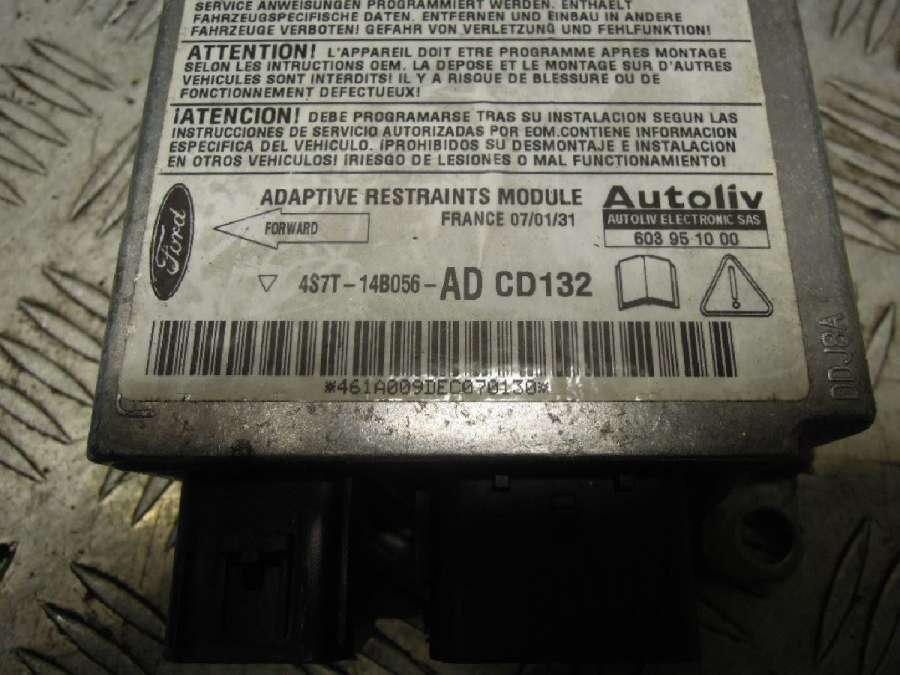 SERVICE ANWEISUNGEN PROGRAMMIERT WERDEN. ENTHAELT
FAHRZEUGSPEZIFISCHE DATEN. ENTFERNEN UND EINBAU IN ANDERE
FAHRZEUGE VERBOTEN! GEFAHR VON VERLETZUNG UND FEHLFUNKTION!
ATTENTION! L'APPAREIL DOIT ETRE PROGRAMME APRES MONTAGE
SELON LES INTRUCTIONS OEM. LA DEPOSE ET LE MONTAGE SUR D'AUTRES
VEHICULES SONT INTERDITS! IL Y A RISQUE DE BLESSURE OU DE
FONCTIONNEMENT DEFECTUEUX!
¡ATENCION! DEBE PROGRAMARSE TRAS SU INSTALACION SEGUN LAS
INSTRUCCIONES DE SERVICIO AUTORIZADAS POR EOM.CONTIENE INFORMACION
ESPECIFICA DEL VEHICULO. ¡PROHIBIDOS SU DESMONTAJE E INSTALACION
EN OTROS VEHICULOS! ¡RIESGO DE LESIONES O MAL FUNCIONAMIENTO!
ADAPTIVE RESTRAINTS MODULE Autoliv
FRANCE 07/01/31 AUTOLIV ELECTRONIC SAS
Ford FORWARD 603 95 10 00
4S7T-14B056-AD CD132
*461A009DEC070130*
DDJ8A